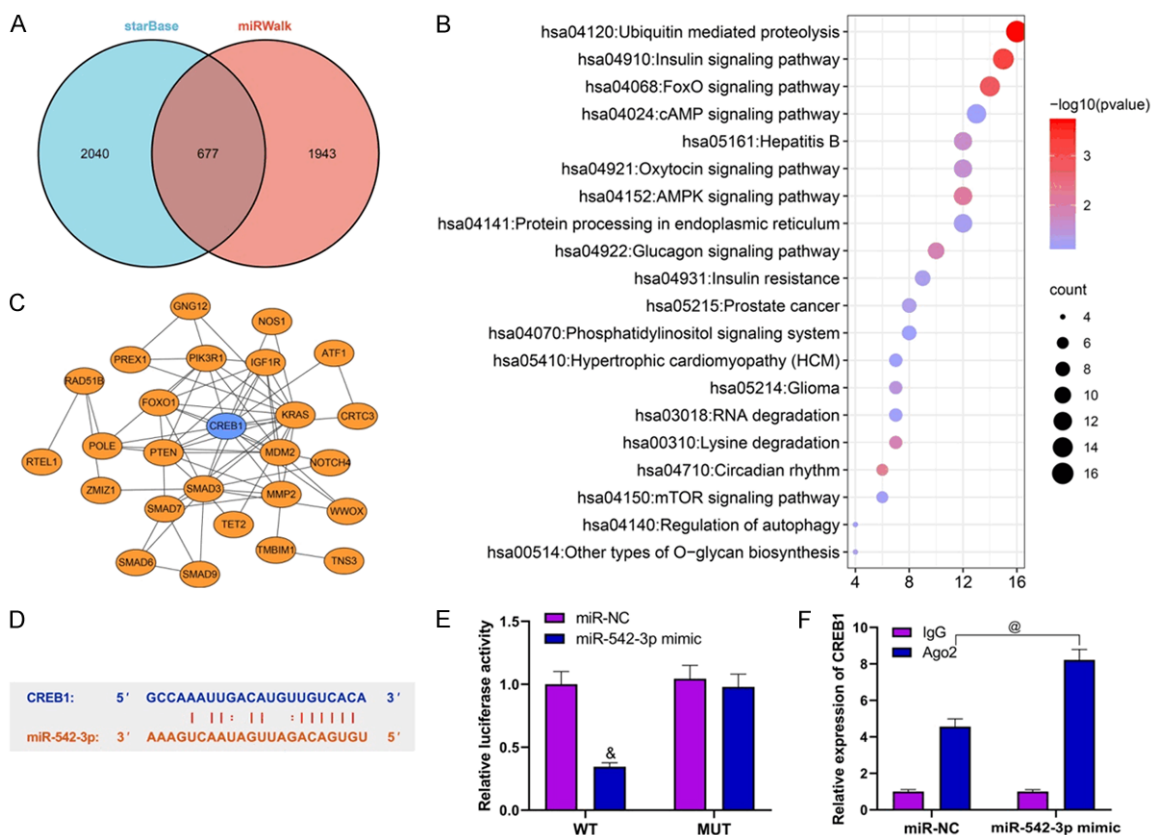 A
starBase
miRWalk
2040
677
1943
B
hsa04120:Ubiquitin mediated proteolysis
hsa04910:Insulin signaling pathway
hsa04068:FoxO signaling pathway
hsa04024:cAMP signaling pathway
hsa05161:Hepatitis B
hsa04921:Oxytocin signaling pathway
hsa04152:AMPK signaling pathway
hsa04141:Protein processing in endoplasmic reticulum
hsa04922:Glucagon signaling pathway
hsa04931:Insulin resistance
hsa05215:Prostate cancer
hsa04070:Phosphatidylinositol signaling system
hsa05410:Hypertrophic cardiomyopathy (HCM)
hsa05214:Glioma
hsa03018:RNA degradation
hsa00310:Lysine degradation
hsa04710:Circadian rhythm
hsa04150:mTOR signaling pathway
hsa04140:Regulation of autophagy
hsa00514:Other types of O−glycan biosynthesis
4 8 12 16
−log10(pvalue)
3
2
count
4
6
8
10
12
14
16
C
GNG12
NOS1
PREX1
PIK3R1
IGF1R
ATF1
RAD51B
FOXO1
KRAS
CRTC3
CREB1
POLE
PTEN
MDM2
RTEL1
NOTCH4
ZMIZ1
SMAD3
MMP2
SMAD7
WWOX
TET2
TMBIM1
SMAD6
TNS3
SMAD9
D
CREB1: 5′ GCCAAAUUGACAUGUUGUCACA 3′
miR-542-3p: 3′ AAAGUCAAUAGUUAGACAGUGU 5′
E
Relative luciferase activity
1.5
1.0
0.5
0.0
miR-NC
miR-542-3p mimic
&
WT MUT
F
Relative expression of CREB1
10
8
6
4
2
0
IgG
Ago2
@
miR-NC miR-542-3p mimic